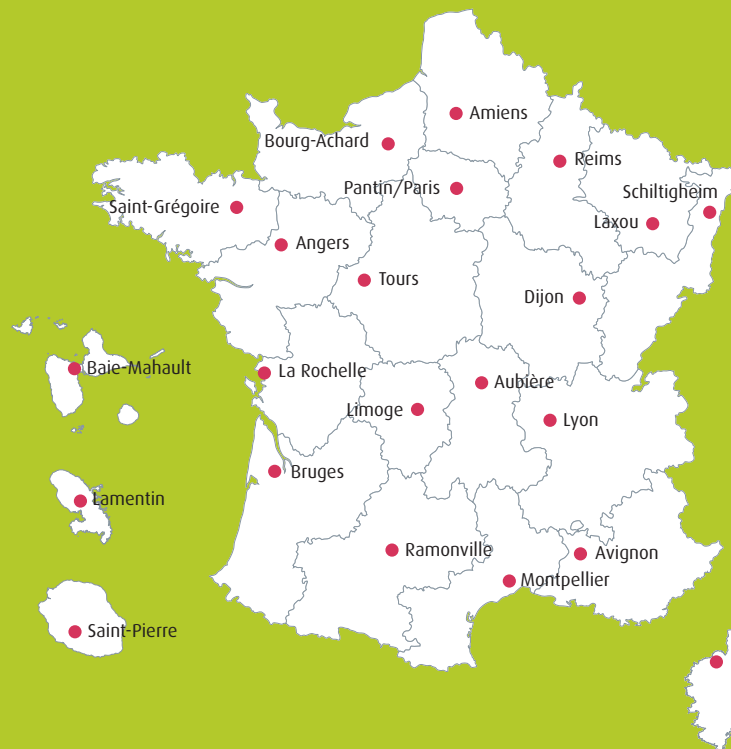 Amiens
Bourg-Achard
Reims
Pantin/Paris
Schiltigheim
Saint-Grégoire
Laxou
Angers
Tours
Dijon
Baie-Mahault
La Rochelle
Aubière
Limoge
Lyon
Bruges
Lamentin
Ramonville
Avignon
Montpellier
Saint-Pierre